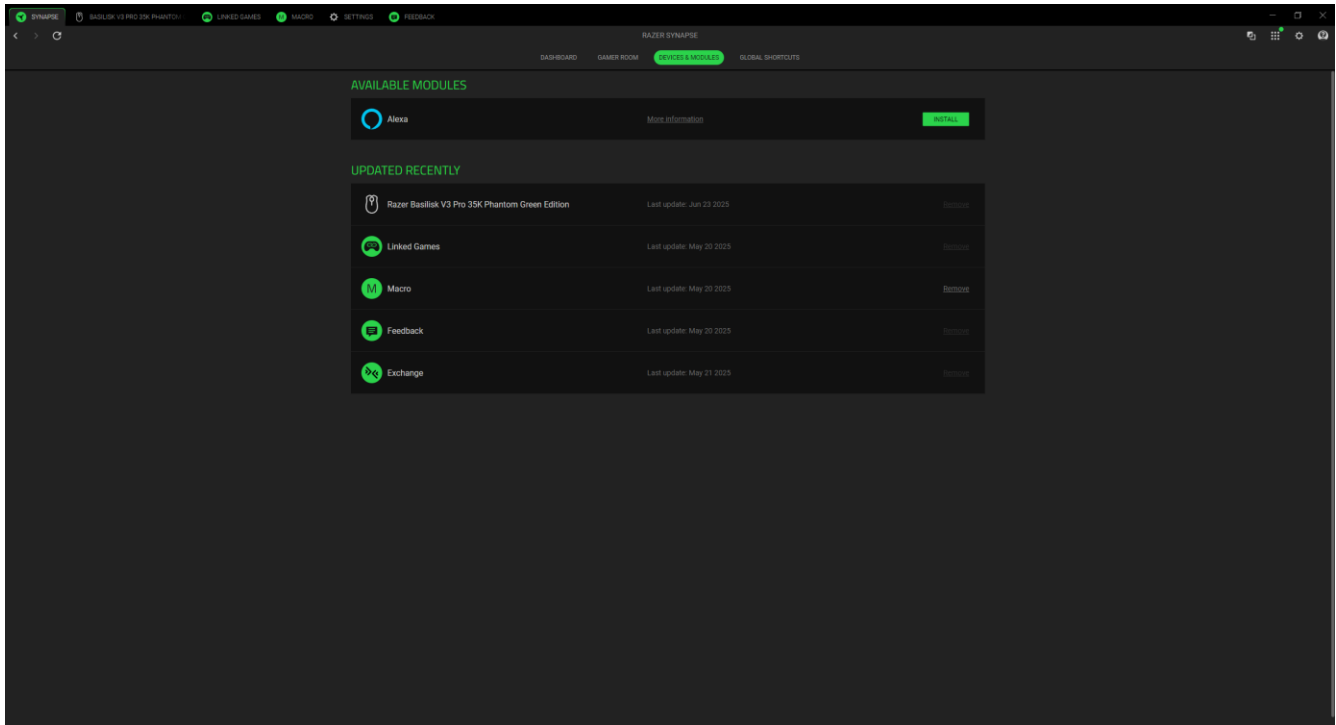 SYNAPSE BASILISK V3 PRO 35K PHANTOM LINKED GAMES MACRO SETTINGS FEEDBACK
RAZER SYNAPSE
DASHBOARD GAMER ROOM DEVICES & MODULES GLOBAL SHORTCUTS
AVAILABLE MODULES
Alexa More information INSTALL
UPDATED RECENTLY
Razer Basilisk V3 Pro 35K Phantom Green Edition Last update: Jun 23 2025 Remove
Linked Games Last update: May 20 2025 Remove
M Macro Last update: May 20 2025 Remove
Feedback Last update: May 20 2025 Remove
Exchange Last update: May 21 2025 Remove